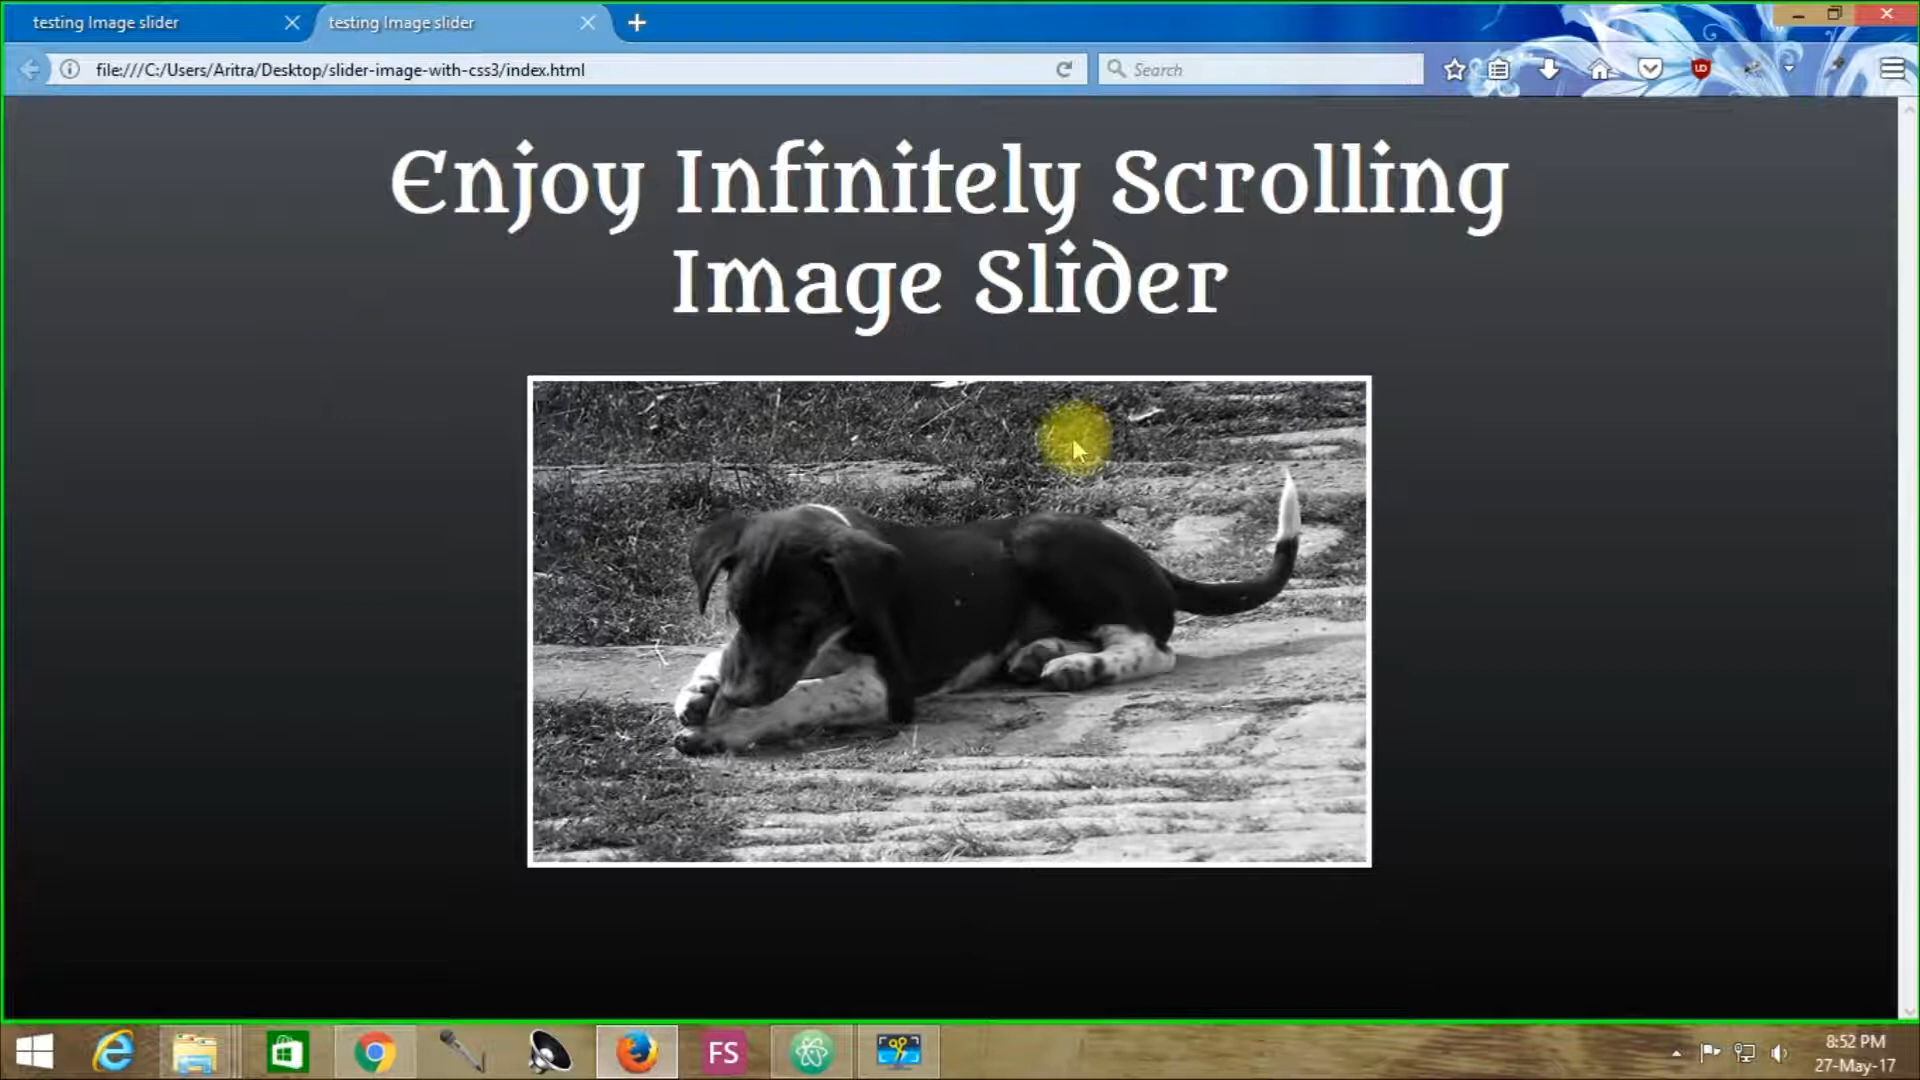 testing Image slider
testing Image slider
file:///C:/Users/Aritra/Desktop/slider-image-with-css3/index.html
Search
UD
Enjoy Infinitely Scrolling
Image Slider
FS
8:52 PM
27-May-17